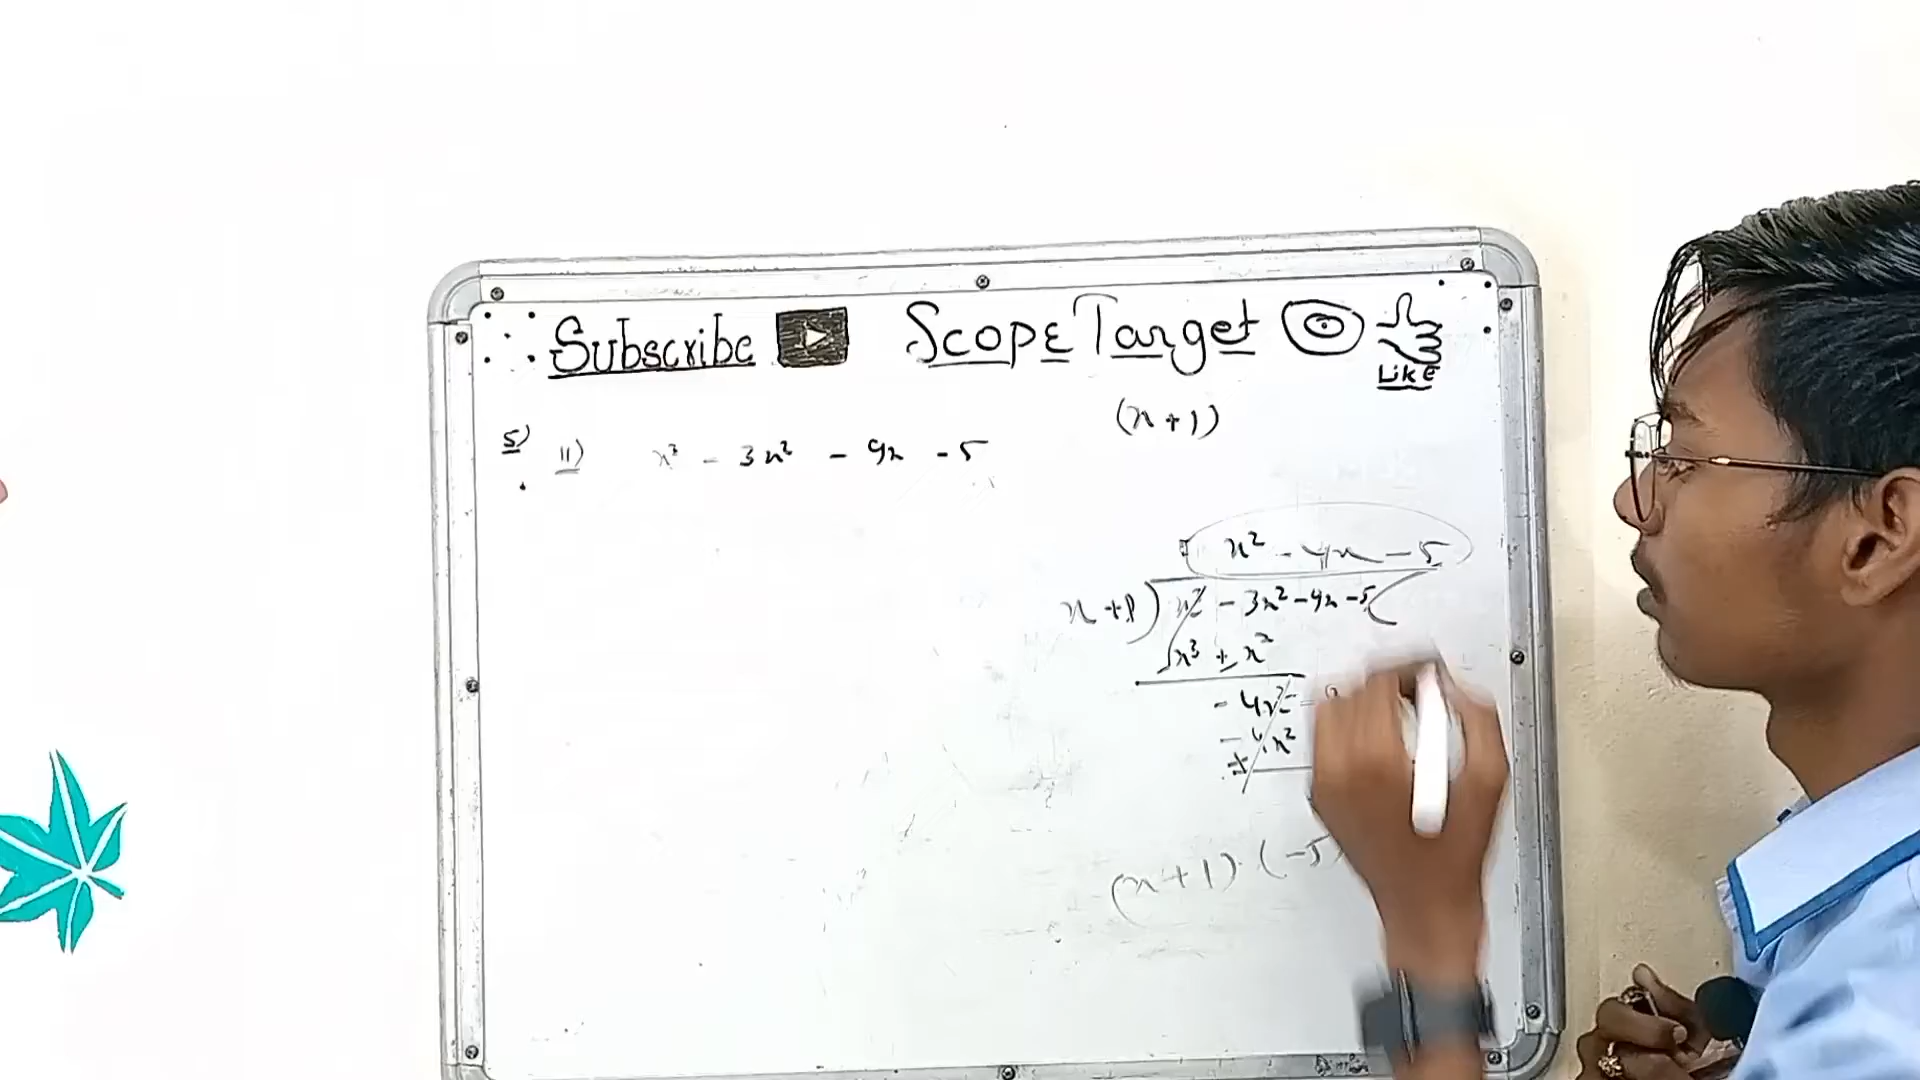 Subscribe Scope Target Like
(x+1)
5) ii) x³ - 3x² - 9x - 5
x² - 4x - 5
x+1) x³ - 3x² - 9x - 5(
x³ + x²
- 4x²
- 4x²
+
(x+1) (-5)